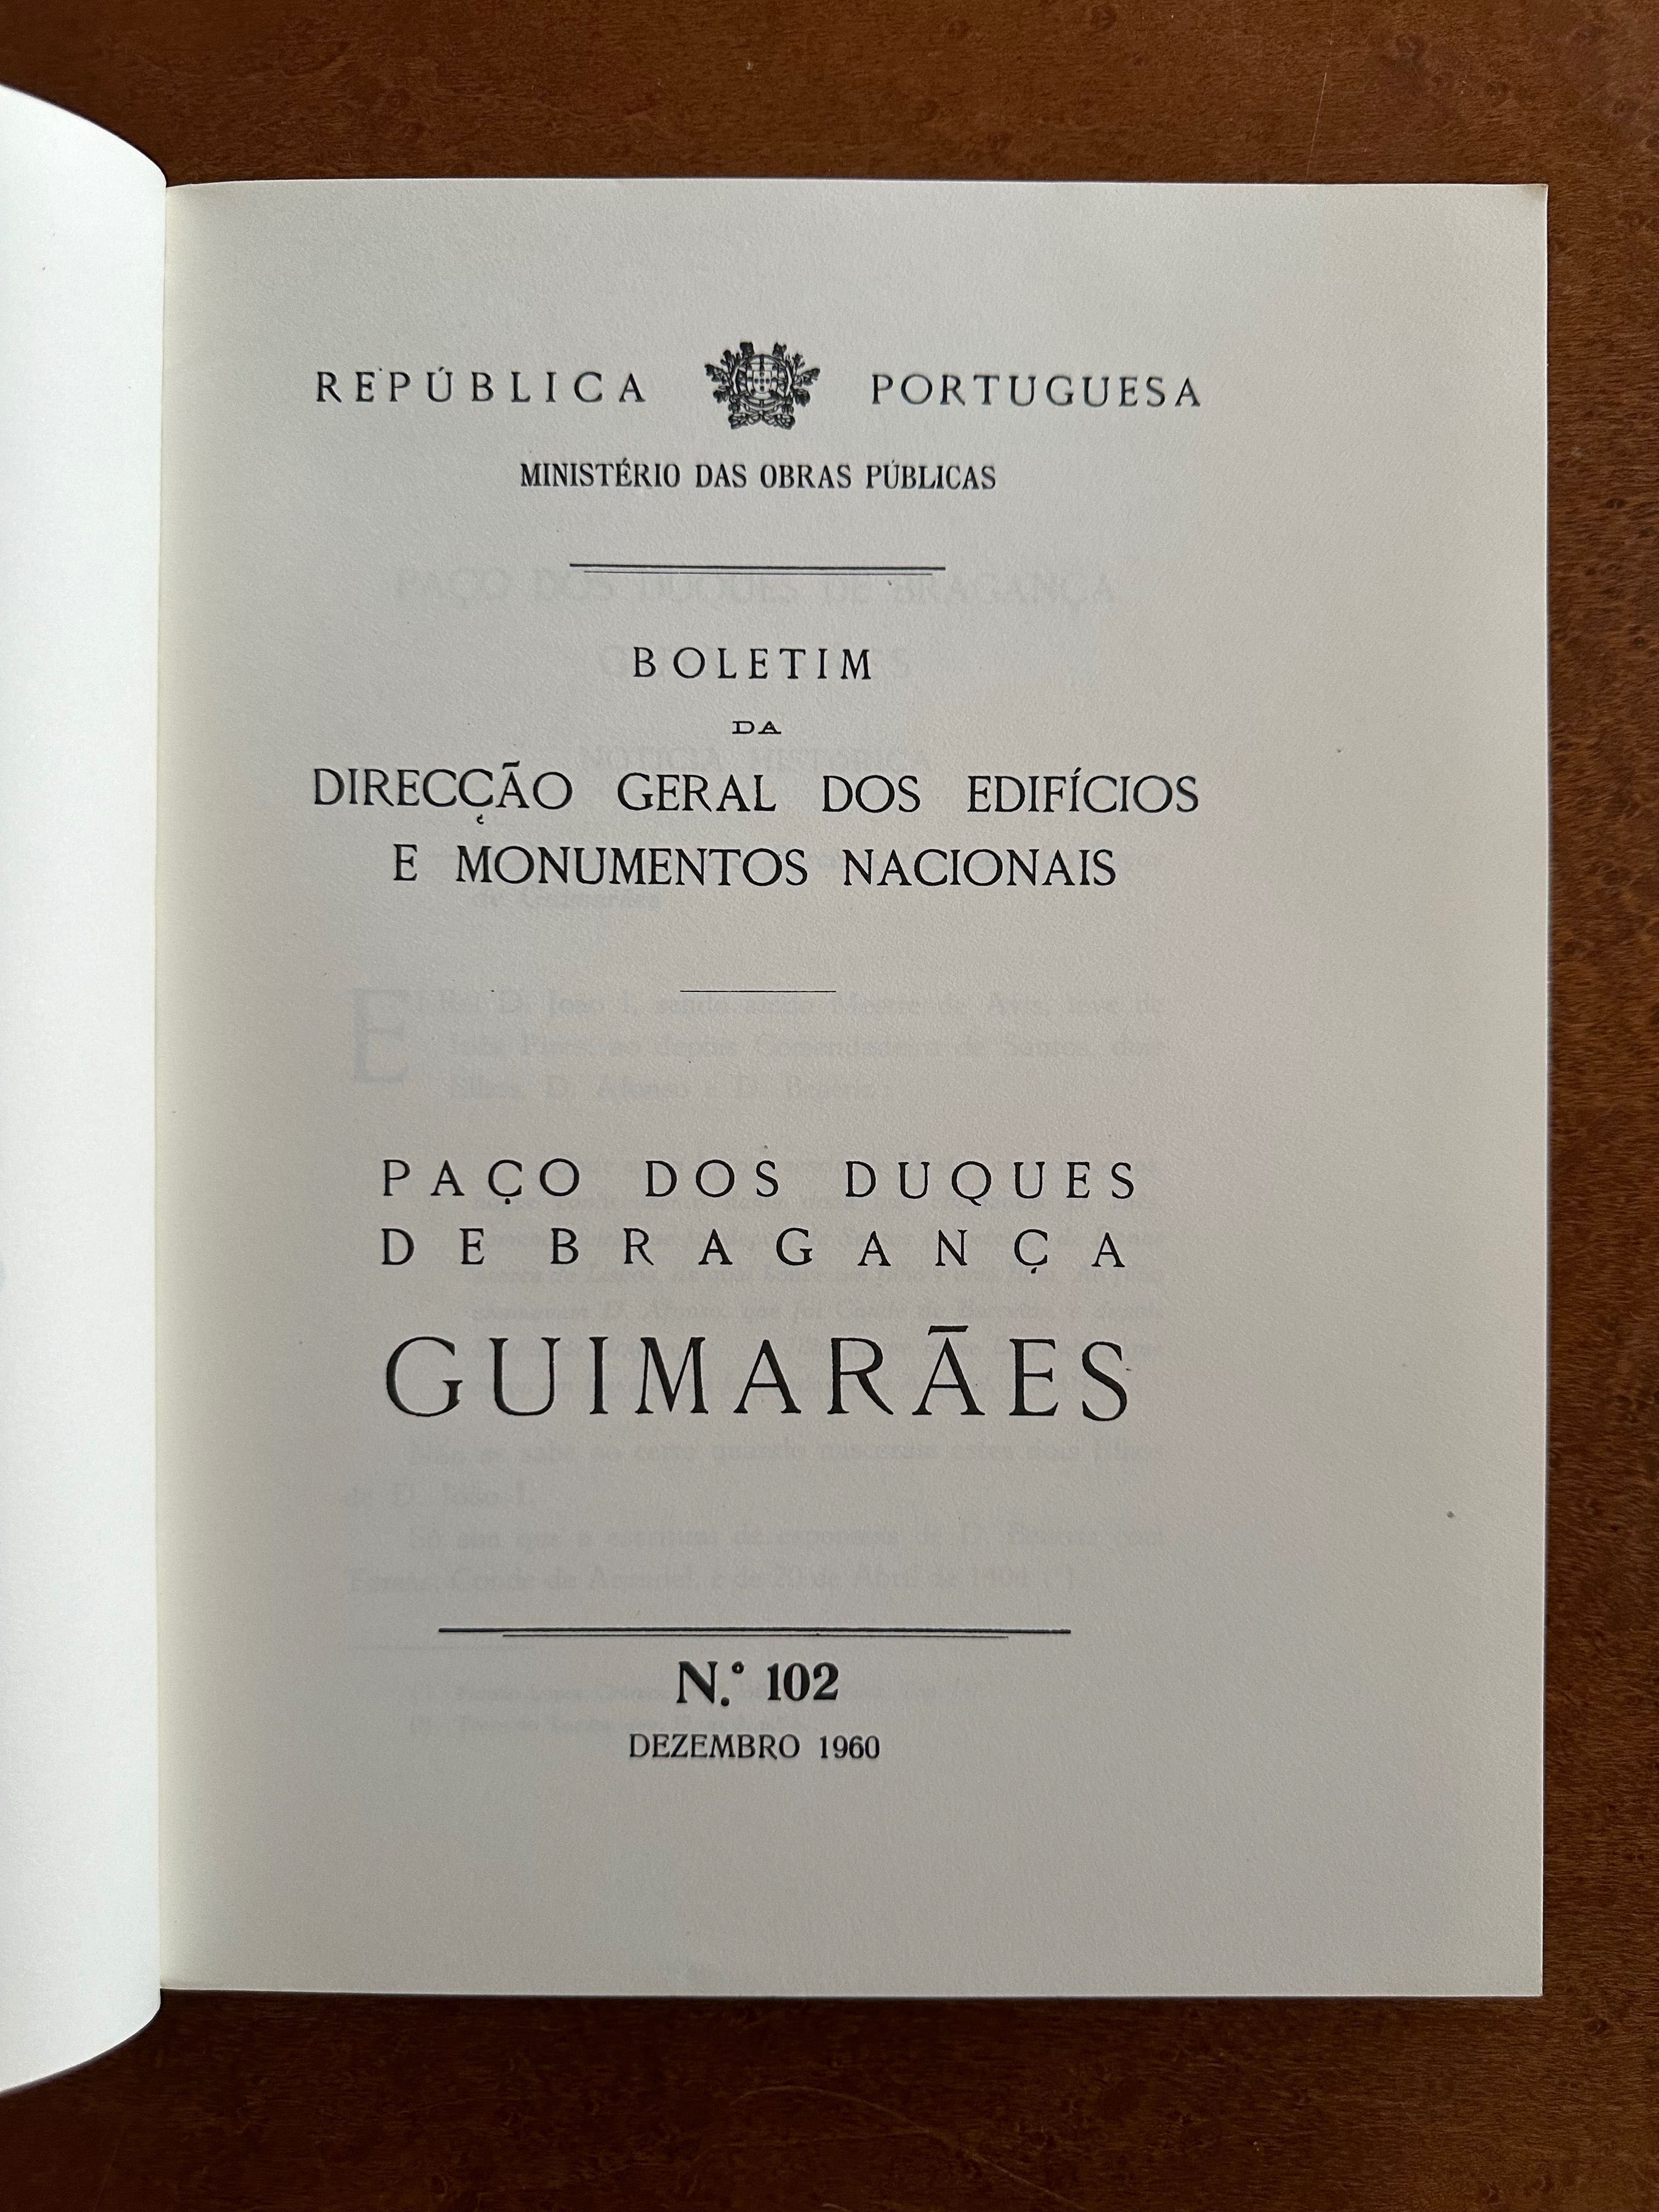 REPÚBLICA PORTUGUESA
MINISTÉRIO DAS OBRAS PÚBLICAS
BOLETIM
DA
DIRECÇÃO GERAL DOS EDIFÍCIOS
E MONUMENTOS NACIONAIS
PAÇO DOS DUQUES
DE BRAGANÇA
GUIMARÃES
N.º 102
DEZEMBRO 1960